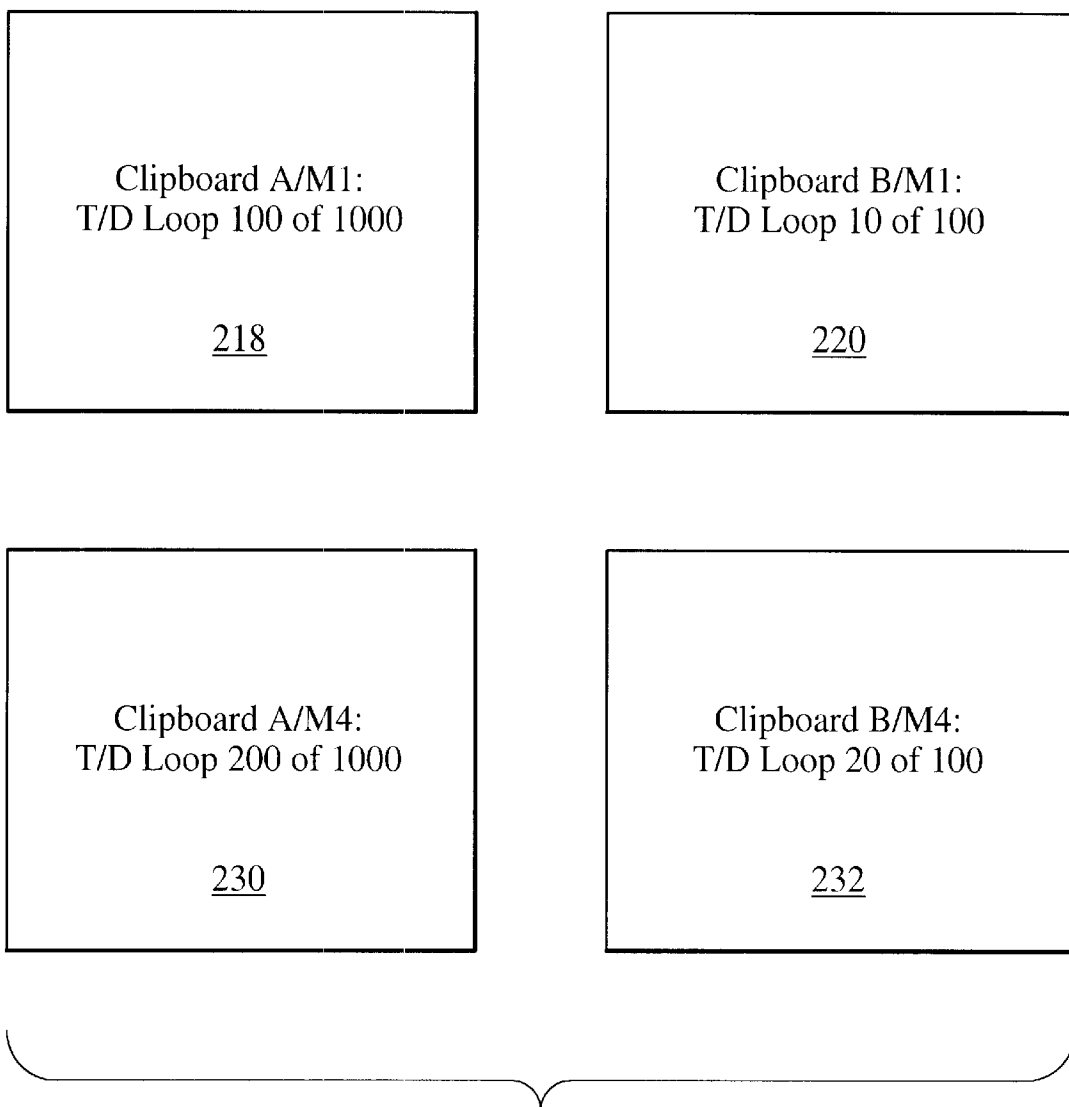 Clipboard A/M1:
T/D Loop 100 of 1000
218
Clipboard B/M1:
T/D Loop 10 of 100
220
Clipboard A/M4:
T/D Loop 200 of 1000
230
Clipboard B/M4:
T/D Loop 20 of 100
232